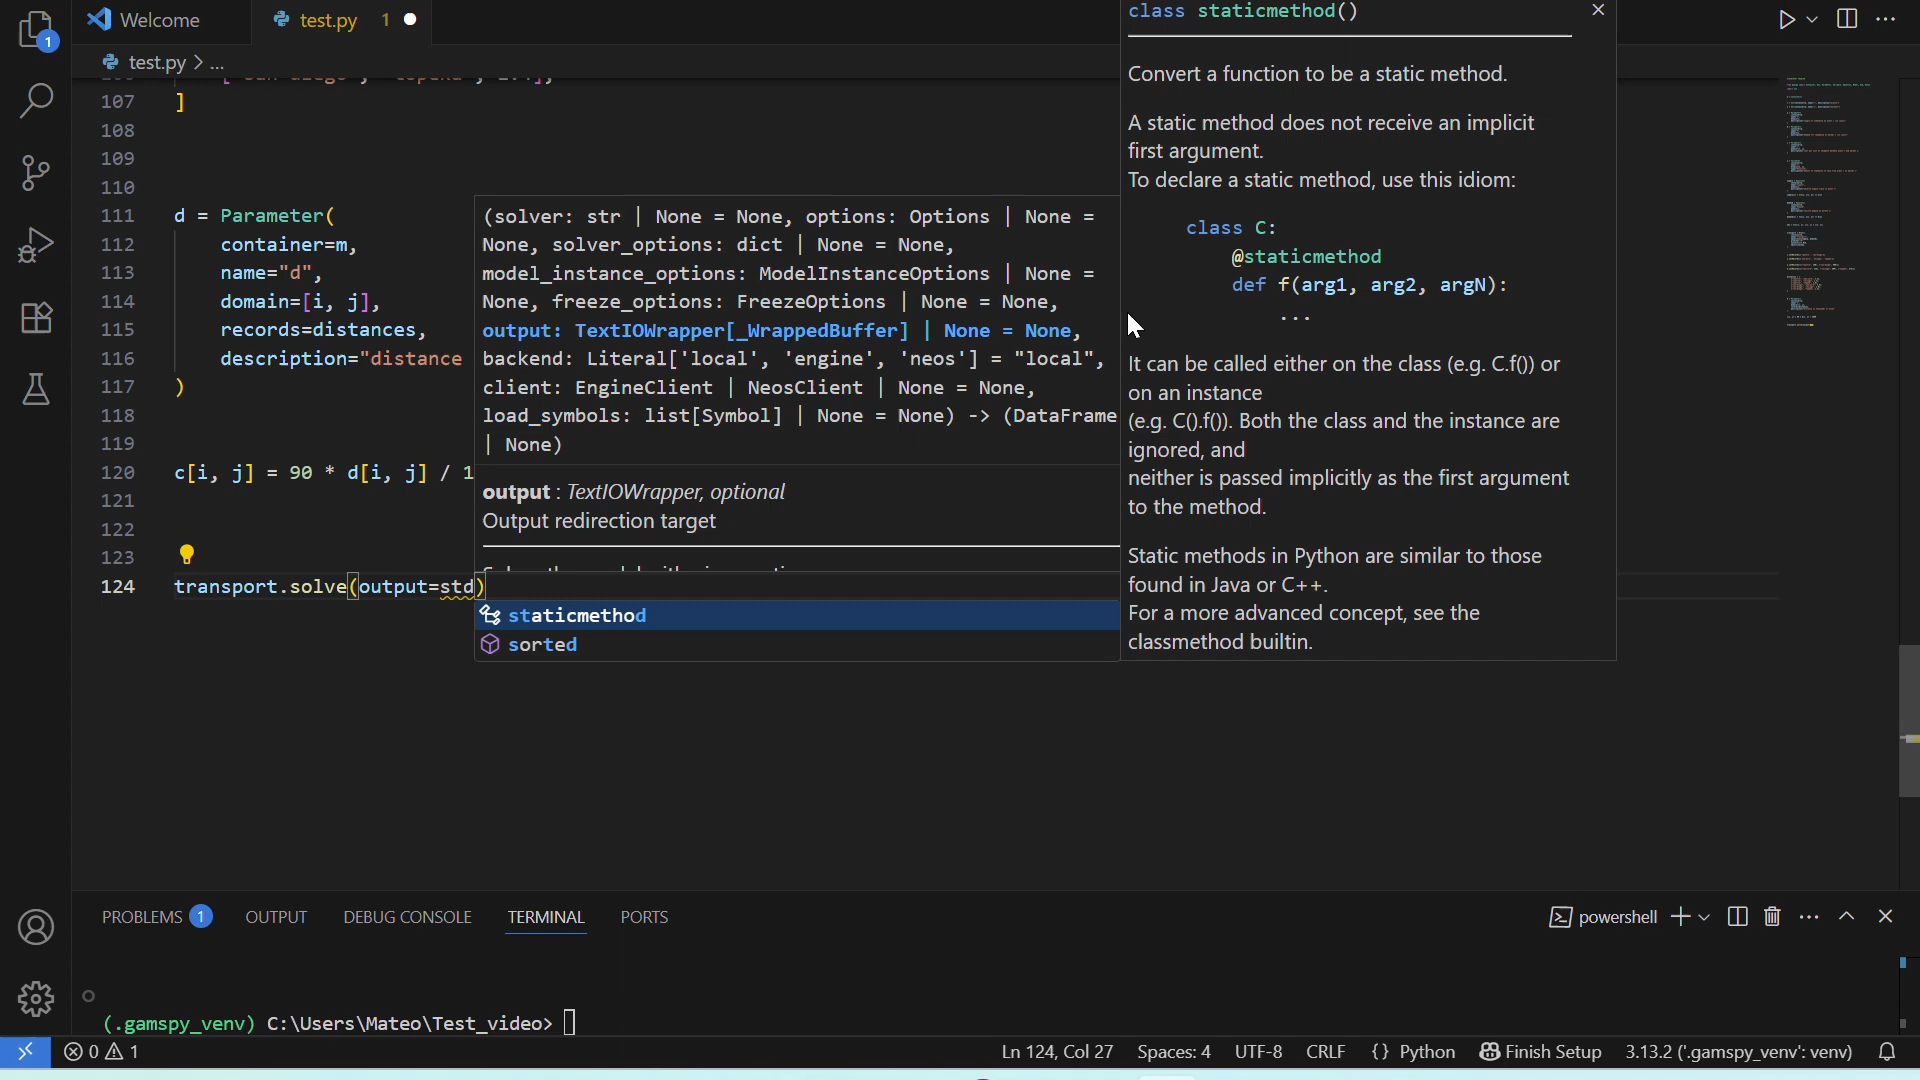 1
Welcome
test.py 1
test.py > ...
107 ]
108
109
110
111 d = Parameter(
112 container=m,
113 name="d",
114 domain=[i, j],
115 records=distances,
116 description="distance
117 )
118
119
120 c[i, j] = 90 * d[i, j] / 1
121
122
123
124 transport.solve(output=std)
(solver: str | None = None, options: Options | None =
None, solver_options: dict | None = None,
model_instance_options: ModelInstanceOptions | None =
None, freeze_options: FreezeOptions | None = None,
output: TextIOWrapper[_WrappedBuffer] | None = None,
backend: Literal['local', 'engine', 'neos'] = "local",
client: EngineClient | NeosClient | None = None,
load_symbols: list[Symbol] | None = None) -> (DataFrame
| None)
output : TextIOWrapper, optional
Output redirection target
staticmethod
sorted
class staticmethod()
Convert a function to be a static method.
A static method does not receive an implicit
first argument.
To declare a static method, use this idiom:
class C:
@staticmethod
def f(arg1, arg2, argN):
...
It can be called either on the class (e.g. C.f()) or
on an instance
(e.g. C().f()). Both the class and the instance are
ignored, and
neither is passed implicitly as the first argument
to the method.
Static methods in Python are similar to those
found in Java or C++.
For a more advanced concept, see the
classmethod builtin.
PROBLEMS 1 OUTPUT DEBUG CONSOLE TERMINAL PORTS
powershell
(.gamspy_venv) C:\Users\Mateo\Test_video>
0 1 Ln 124, Col 27 Spaces: 4 UTF-8 CRLF {} Python Finish Setup 3.13.2 ('.gamspy_venv': venv)